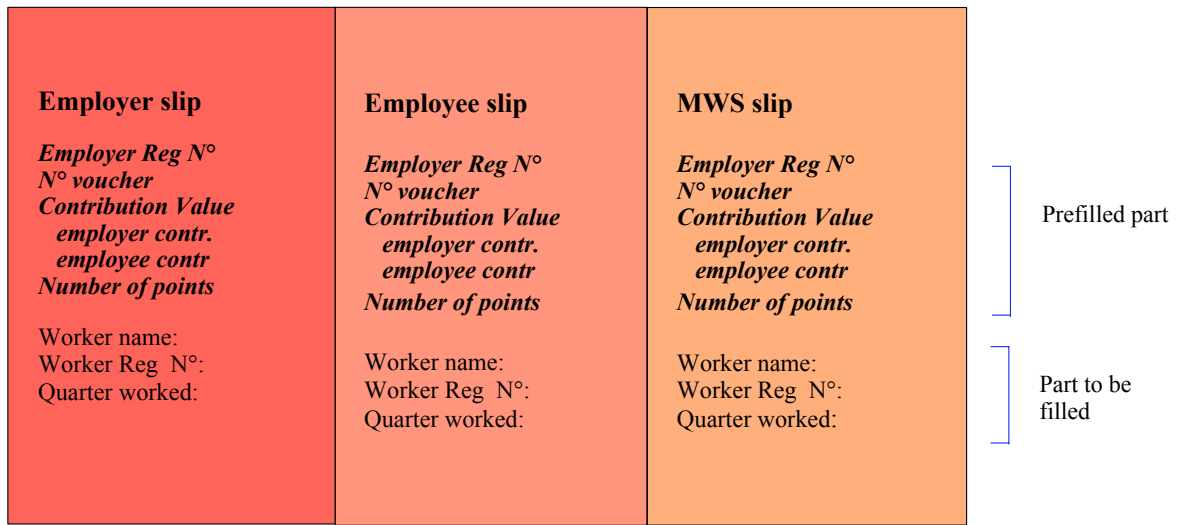 Employer slip
Employer Reg N°
N° voucher
Contribution Value
employer contr.
employee contr
Number of points
Worker name:
Worker Reg N°:
Quarter worked:
Employee slip
Employer Reg N°
N° voucher
Contribution Value
employer contr.
employee contr
Number of points
Worker name:
Worker Reg N°:
Quarter worked:
MWS slip
Employer Reg N°
N° voucher
Contribution Value
employer contr.
employee contr
Number of points
Worker name:
Worker Reg N°:
Quarter worked:
Prefilled part
Part to be
filled